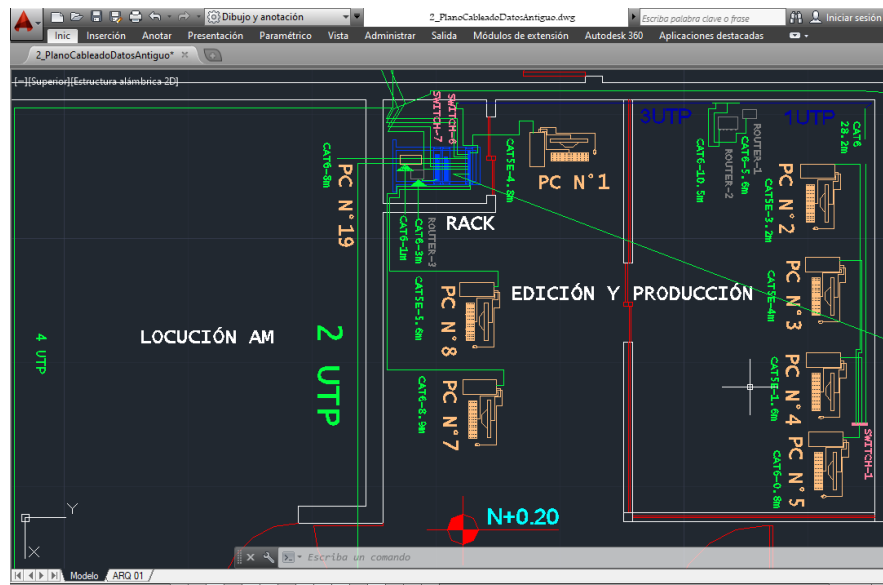 Dibujo y anotación
2_PlanoCableadoDatosAntiguo.dwg
Escriba palabra clave o frase
Iniciar sesión
Inic
Inserción
Anotar
Presentación
Paramétrico
Vista
Administrar
Salida
Módulos de extensión
Autodesk 360
Aplicaciones destacadas
2_PlanoCableadoDatosAntiguo*
[−][Superior][Estructura alámbrica 2D]
SWITCH-7
SWITCH-6
CAT5E-4.8m
PC N°1
3UTP
1UTP
CAT6
28.2m
CAT6-10.5m
ROUTER-2
CAT6-5.6m
ROUTER-1
PC N°2
CAT5E-3.2m
CAT6-8m
PC N°19
RACK
CAT6-1m
CAT6-3m
ROUTER-3
EDICIÓN Y PRODUCCIÓN
PC N°3
CAT5E-4m
LOCUCIÓN AM
4 UTP
2 UTP
CAT5E-5.6m
PC N°8
CAT6-8.9m
PC N°7
PC N°4
CAT5E-1.6m
PC N°5
CAT6-0.8m
SWITCH-1
N+0.20
Y
X
Escriba un comando
Modelo
ARQ 01